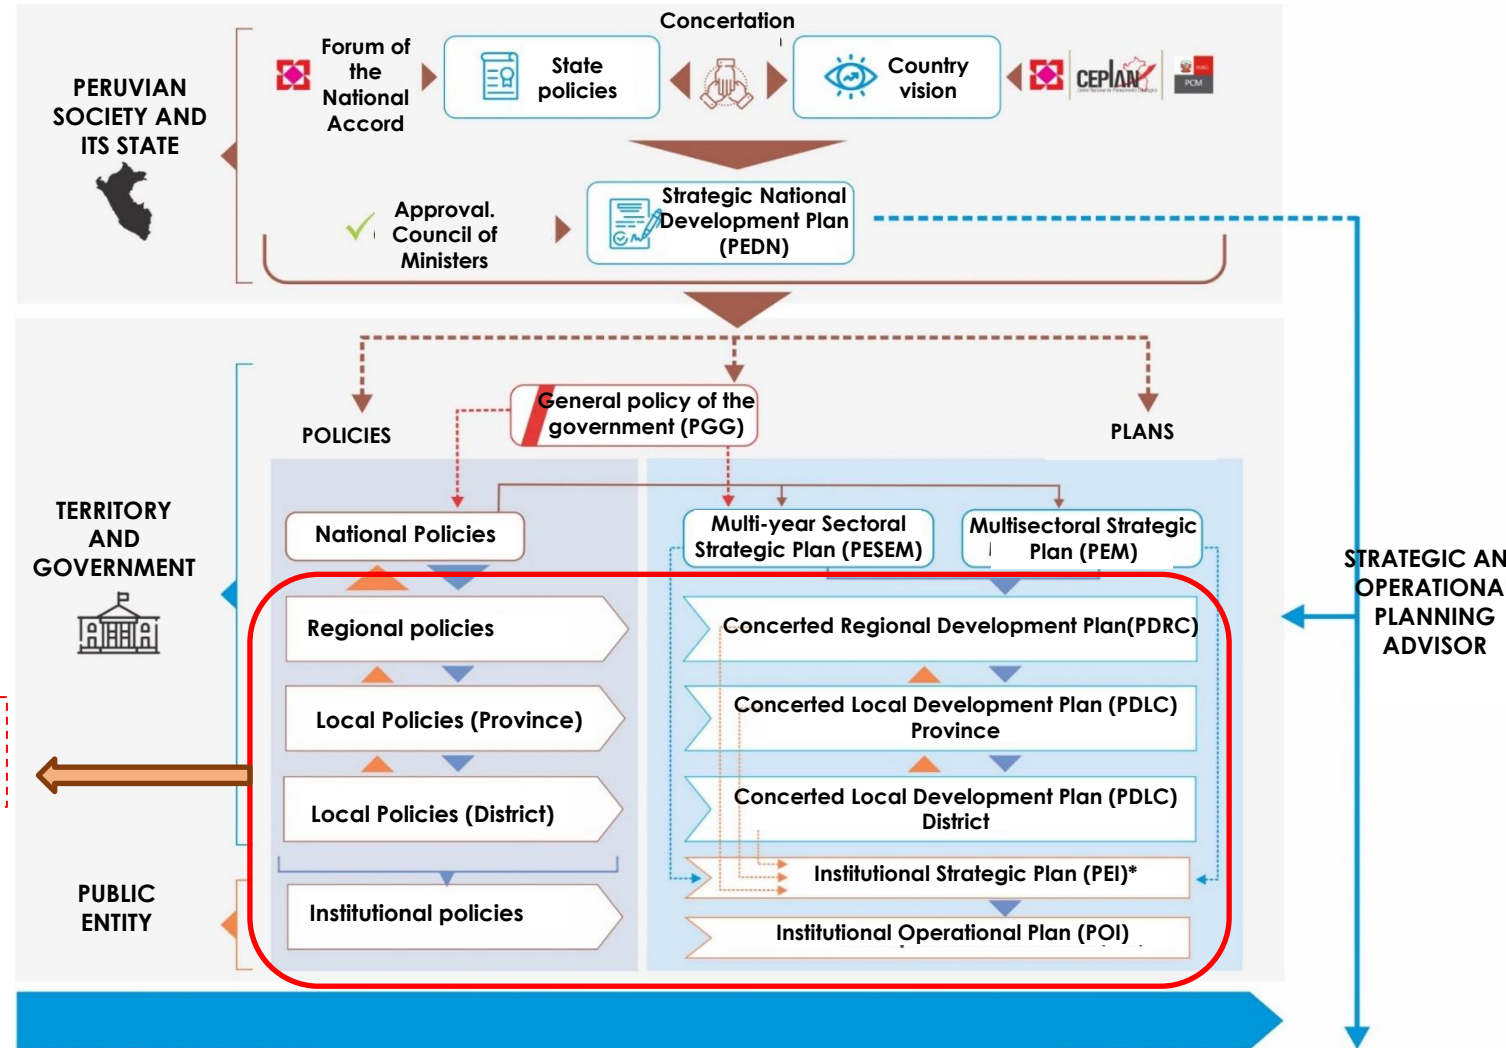 Concertation
PERUVIAN
SOCIETY AND
ITS STATE
Forum of
the
National
Accord
State
policies
Country
vision
CEPLAN
PERÚ
PCM
Approval.
Council of
Ministers
Strategic National
Development Plan
(PEDN)
General policy of the
government (PGG)
POLICIES
PLANS
TERRITORY
AND
GOVERNMENT
National Policies
Multi-year Sectoral
Strategic Plan (PESEM)
Multisectoral Strategic
Plan (PEM)
STRATEGIC AN
OPERATIONA
PLANNING
ADVISOR
Regional policies
Concerted Regional Development Plan(PDRC)
Local Policies (Province)
Concerted Local Development Plan (PDLC)
Province
Local Policies (District)
Concerted Local Development Plan (PDLC)
District
PUBLIC
ENTITY
Institutional policies
Institutional Strategic Plan (PEI)*
Institutional Operational Plan (POI)